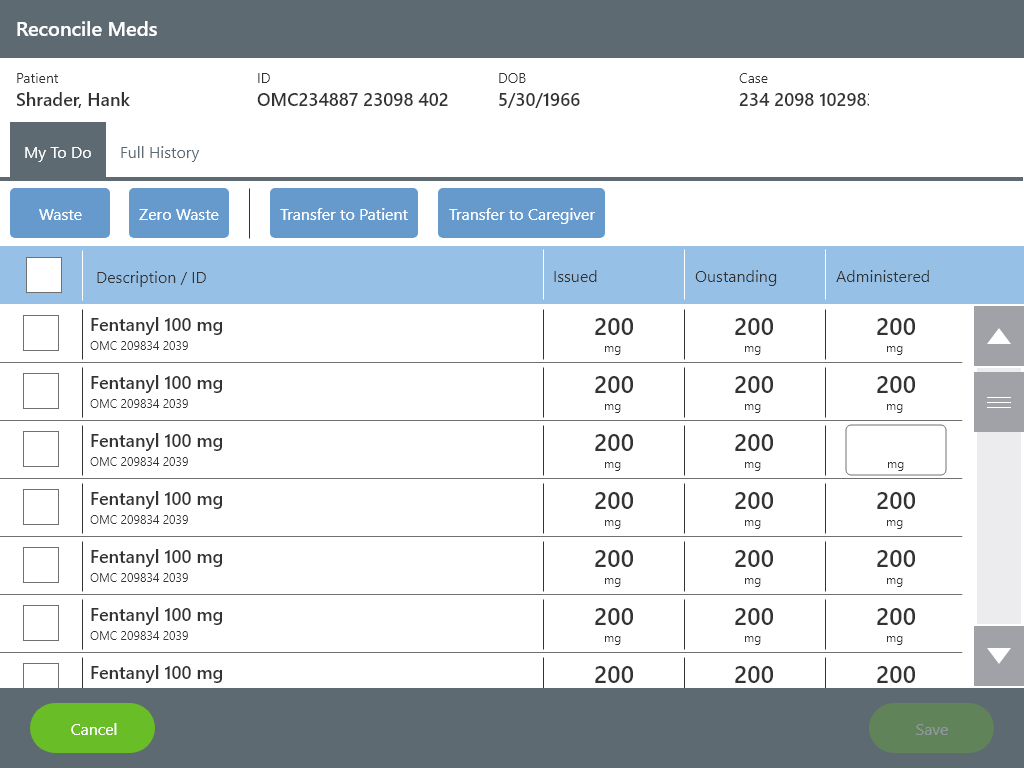 Reconcile Meds
Patient ID DOB Case
Shrader, Hank OMC234887 23098 402 5/30/1966 234 2098 10298
My To Do Full History
Waste Zero Waste Transfer to Patient Transfer to Caregiver
Description / ID Issued Oustanding Administered
Fentanyl 100 mg 200 200 200
OMC 209834 2039 mg mg mg
Fentanyl 100 mg 200 200 200
OMC 209834 2039 mg mg mg
Fentanyl 100 mg 200 200
OMC 209834 2039 mg mg mg
Fentanyl 100 mg 200 200 200
OMC 209834 2039 mg mg mg
Fentanyl 100 mg 200 200 200
OMC 209834 2039 mg mg mg
Fentanyl 100 mg 200 200 200
OMC 209834 2039 mg mg mg
Fentanyl 100 mg 200 200 200
Cancel Save